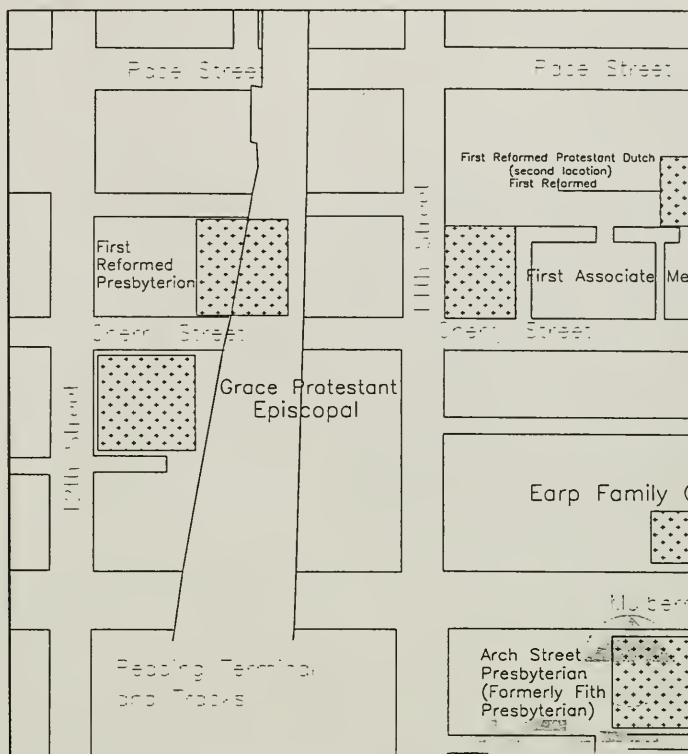 Race Street
Race Street
First Reformed Protestant Dutch
(second location)
First Reformed
11th Street
First
Reformed
Presbyterian
First Associate
Me
Cherry Street
Cherry Street
Grace Protestant
Episcopal
12th Street
Earp Family C
Mulberr
Reading Terminal
and Tracks
Arch Street
Presbyterian
(Formerly Fith
Presbyterian)